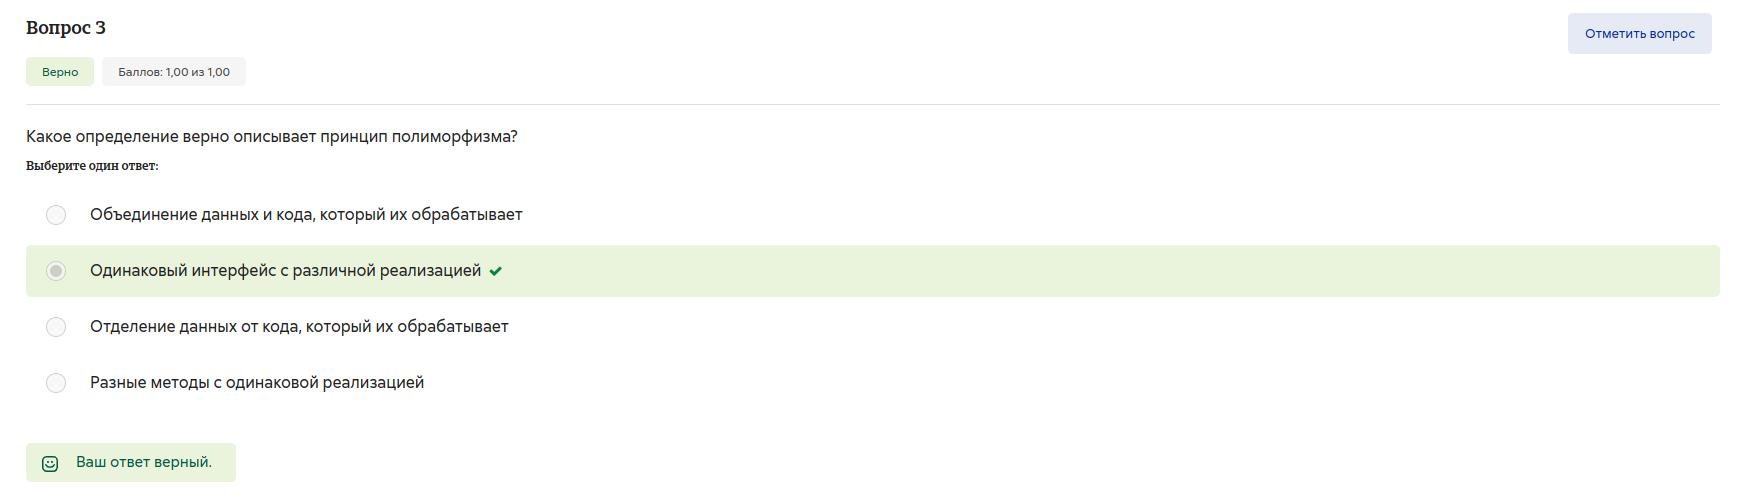 Вопрос 3
Отметить вопрос
Верно
Баллов: 1,00 из 1,00
Какое определение верно описывает принцип полиморфизма?
Выберите один ответ:
Объединение данных и кода, который их обрабатывает
Одинаковый интерфейс с различной реализацией
Отделение данных от кода, который их обрабатывает
Разные методы с одинаковой реализацией
Ваш ответ верный.